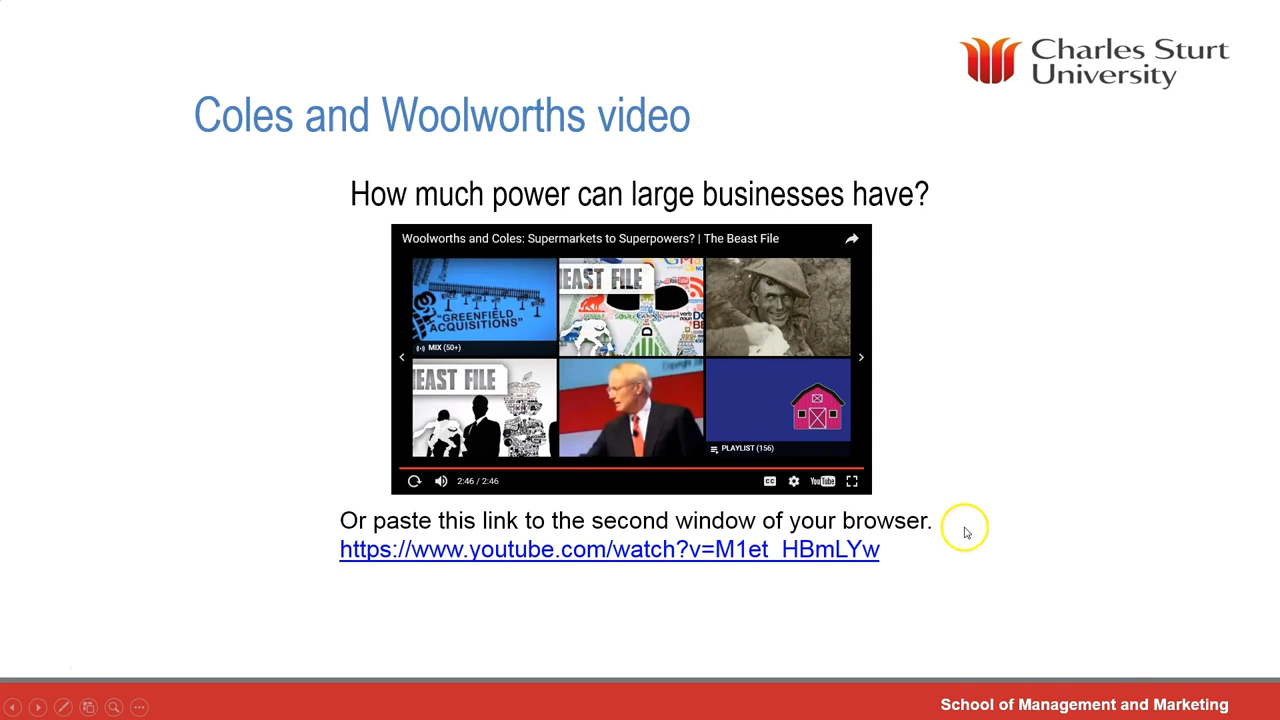 Charles Sturt
University
Coles and Woolworths video
How much power can large businesses have?
Woolworths and Coles: Supermarkets to Superpowers? | The Beast File
"GREENFIELD
ACQUISITIONS"
MIX (50+)
EAST FILE
EAST FILE
PLAYLIST (156)
2:46 / 2:46
CC
YouTube
Or paste this link to the second window of your browser.
https://www.youtube.com/watch?v=M1et_HBmLYw
School of Management and Marketing